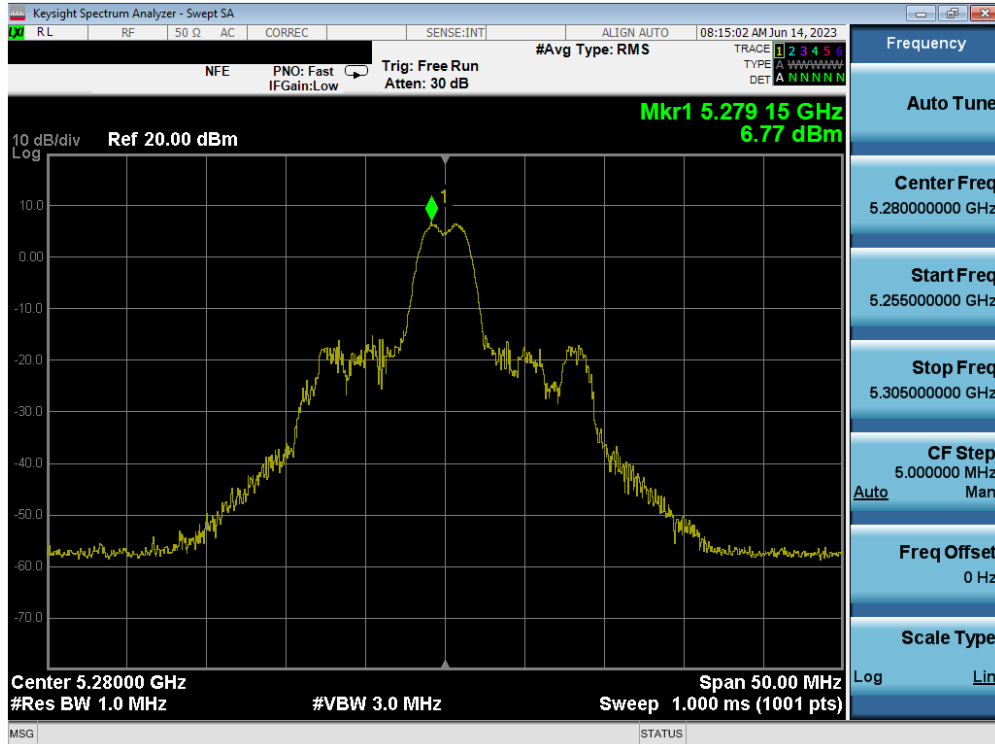 Keysight Spectrum Analyzer - Swept SA
LXI RL RF 50 Ω AC CORREC SENSE:INT ALIGN AUTO 08:15:02 AM Jun 14, 2023
NFE PNO: Fast Trig: Free Run #Avg Type: RMS TRACE 1 2 3 4 5 6
IFGain:Low Atten: 30 dB TYPE A WWWWW
DET A N N N N N
Mkr1 5.279 15 GHz
6.77 dBm
10 dB/div Ref 20.00 dBm
Log
1
10.0
0.00
-10.0
-20.0
-30.0
-40.0
-50.0
-60.0
-70.0
Center 5.28000 GHz Span 50.00 MHz
#Res BW 1.0 MHz #VBW 3.0 MHz Sweep 1.000 ms (1001 pts)
MSG STATUS
Frequency
Auto Tune
Center Freq
5.280000000 GHz
Start Freq
5.255000000 GHz
Stop Freq
5.305000000 GHz
CF Step
5.000000 MHz
Auto Man
Freq Offset
0 Hz
Scale Type
Log Lin